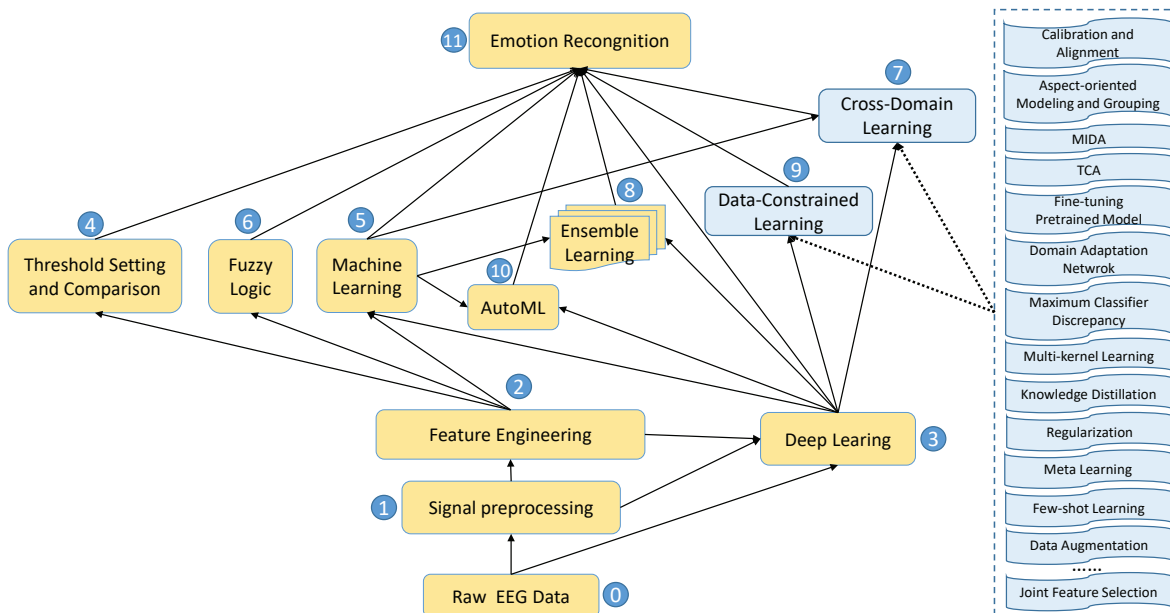 11
Emotion Recongnition
7
Cross-Domain
Learning
9
Data-Constrained
Learning
8
Ensemble
Learning
4
Threshold Setting
and Comparison
6
Fuzzy
Logic
5
Machine
Learning
10
AutoML
2
Feature Engineering
Deep Learing
3
1
Signal preprocessing
Raw EEG Data
0
Calibration and
Alignment
Aspect-oriented
Modeling and Grouping
MIDA
TCA
Fine-tuning
Pretrained Model
Domain Adaptation
Netwrok
Maximum Classifier
Discrepancy
Multi-kernel Learning
Knowledge Distillation
Regularization
Meta Learning
Few-shot Learning
Data Augmentation
......
Joint Feature Selection